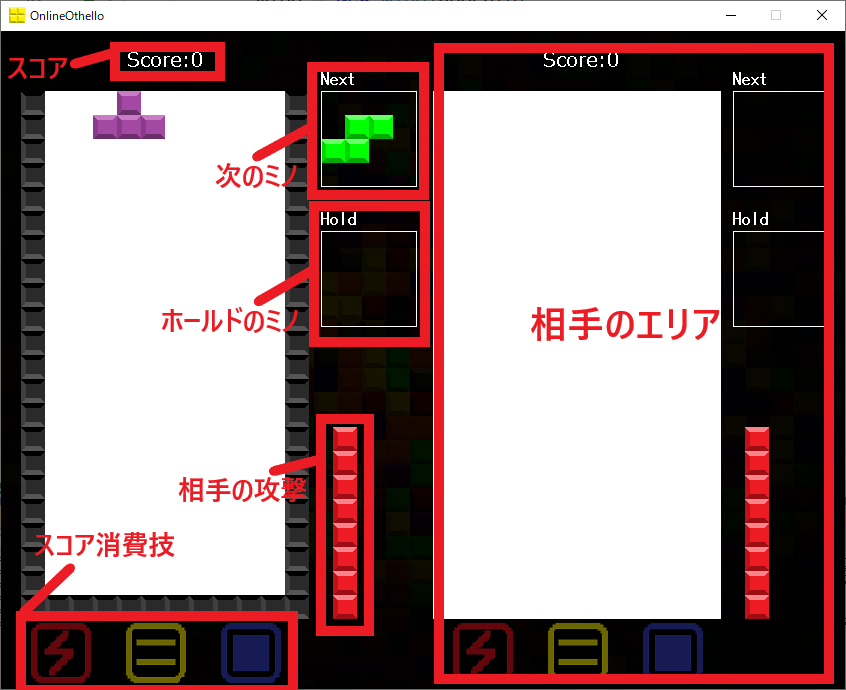 OnlineOthello
スコア
Score:0
Score:0
Next
Next
次のミノ
Hold
Hold
ホールドのミノ
相手のエリア
相手の攻撃
スコア消費技